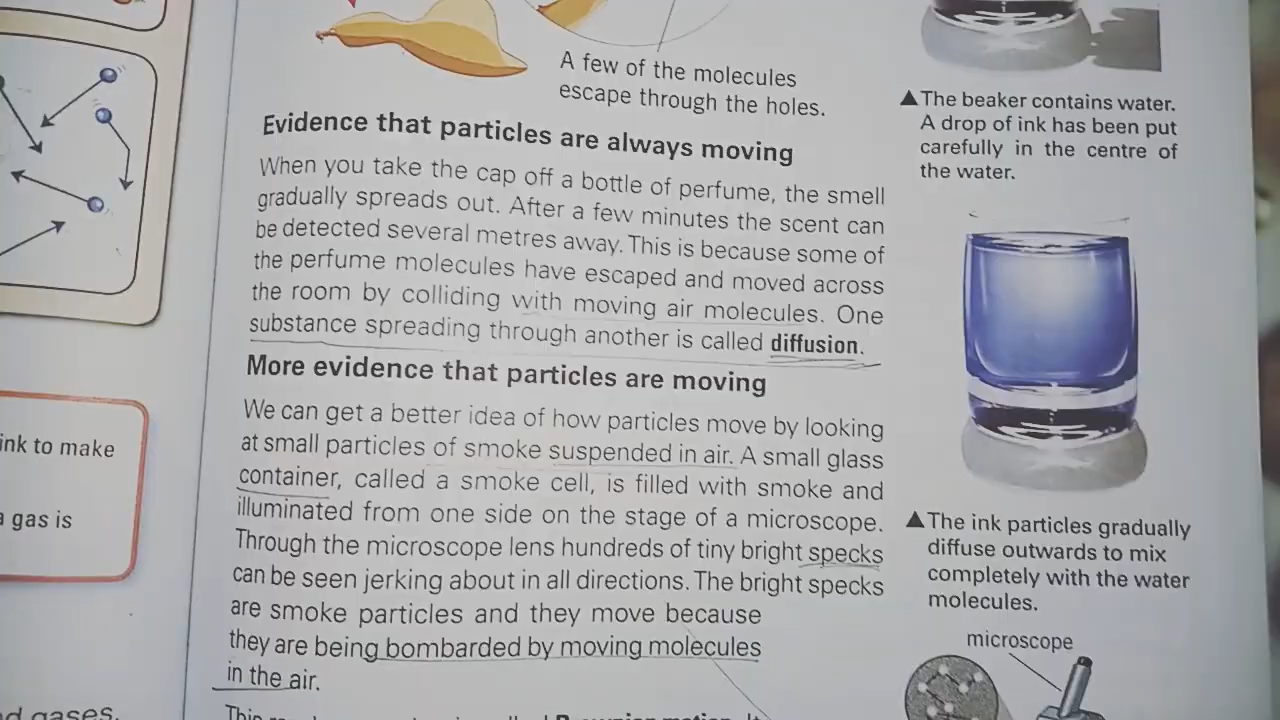 A few of the molecules
escape through the holes.
Evidence that particles are always moving
When you take the cap off a bottle of perfume, the smell
gradually spreads out. After a few minutes the scent can
be detected several metres away. This is because some of
the perfume molecules have escaped and moved across
the room by colliding with moving air molecules. One
substance spreading through another is called diffusion.
More evidence that particles are moving
We can get a better idea of how particles move by looking
at small particles of smoke suspended in air. A small glass
container, called a smoke cell, is filled with smoke and
illuminated from one side on the stage of a microscope.
Through the microscope lens hundreds of tiny bright specks
can be seen jerking about in all directions. The bright specks
are smoke particles and they move because
they are being bombarded by moving molecules
in the air.
▲The beaker contains water.
A drop of ink has been put
carefully in the centre of
the water.
▲The ink particles gradually
diffuse outwards to mix
completely with the water
molecules.
microscope
ink to make
gas is
gases.